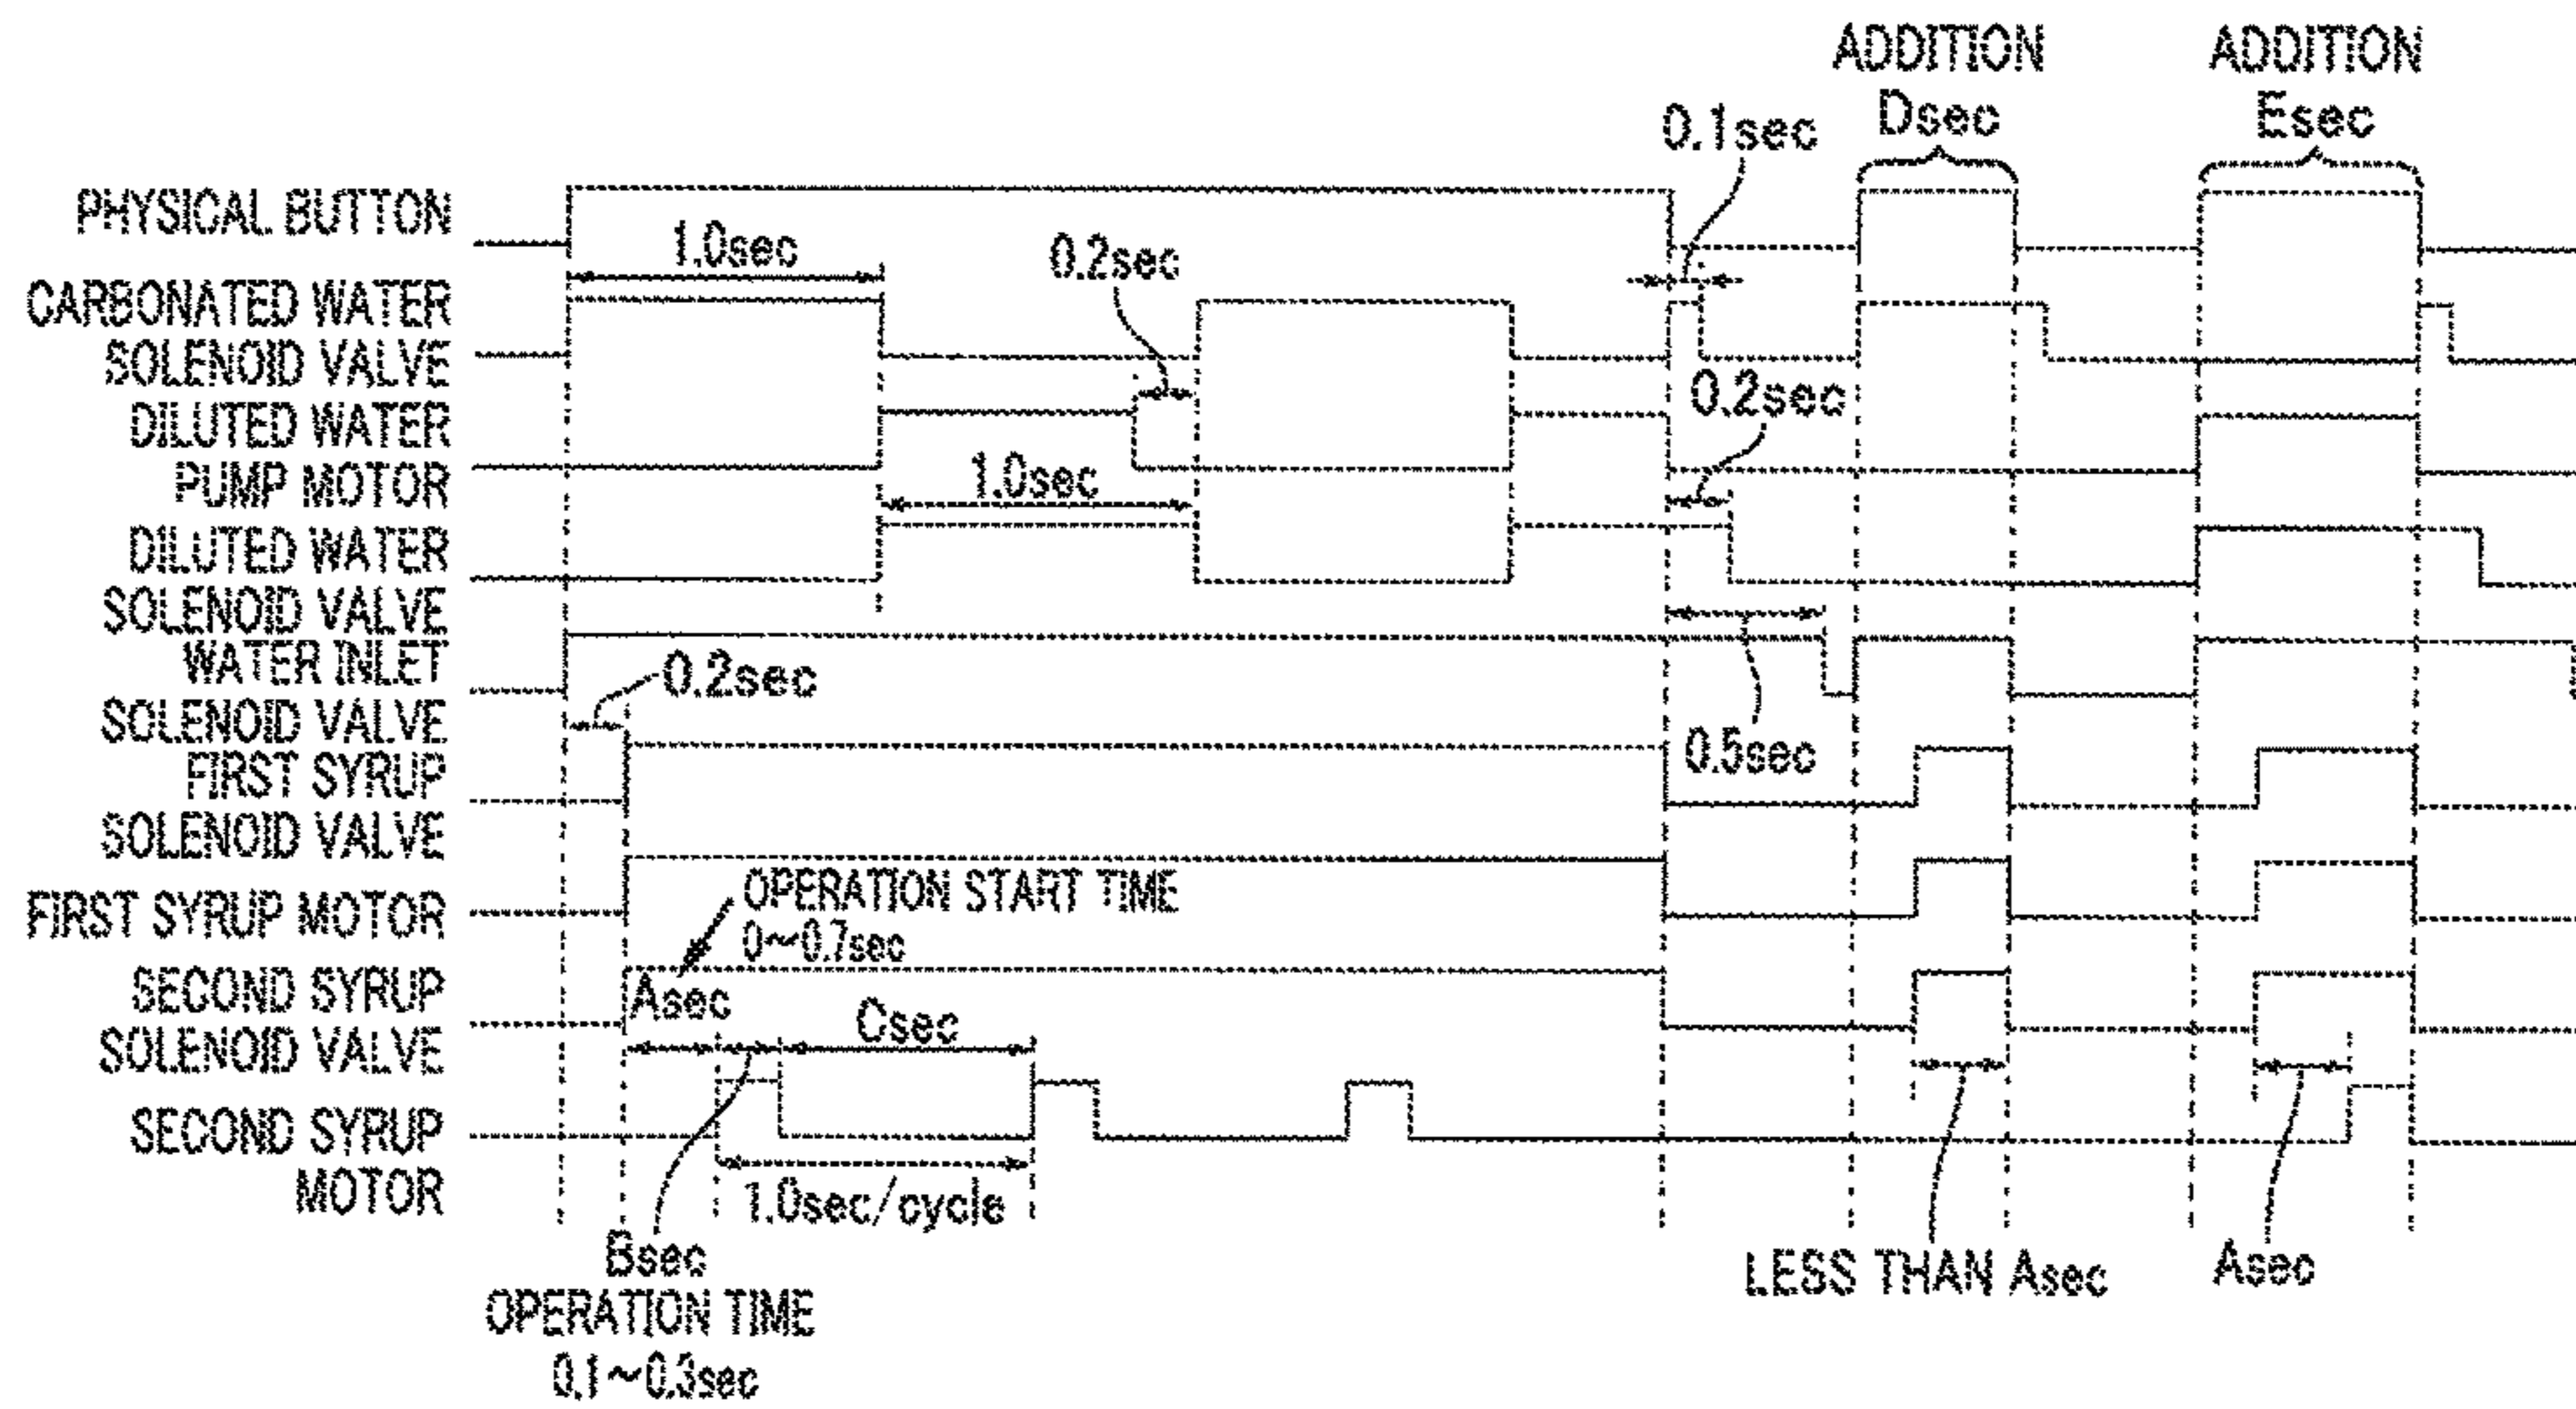 ADDITION
Dsec
ADDITION
Esec
0.1sec
PHYSICAL BUTTON
1.0sec
0.2sec
CARBONATED WATER
SOLENOID VALVE
DILUTED WATER
PUMP MOTOR
0.2sec
1.0sec
DILUTED WATER
SOLENOID VALVE
WATER INLET
SOLENOID VALVE
0.2sec
0.5sec
FIRST SYRUP
SOLENOID VALVE
FIRST SYRUP MOTOR
OPERATION START TIME
0~0.7sec
SECOND SYRUP
SOLENOID VALVE
Asec
Csec
SECOND SYRUP
MOTOR
1.0sec/cycle
Bsec
OPERATION TIME
0.1~0.3sec
LESS THAN Asec
Asec